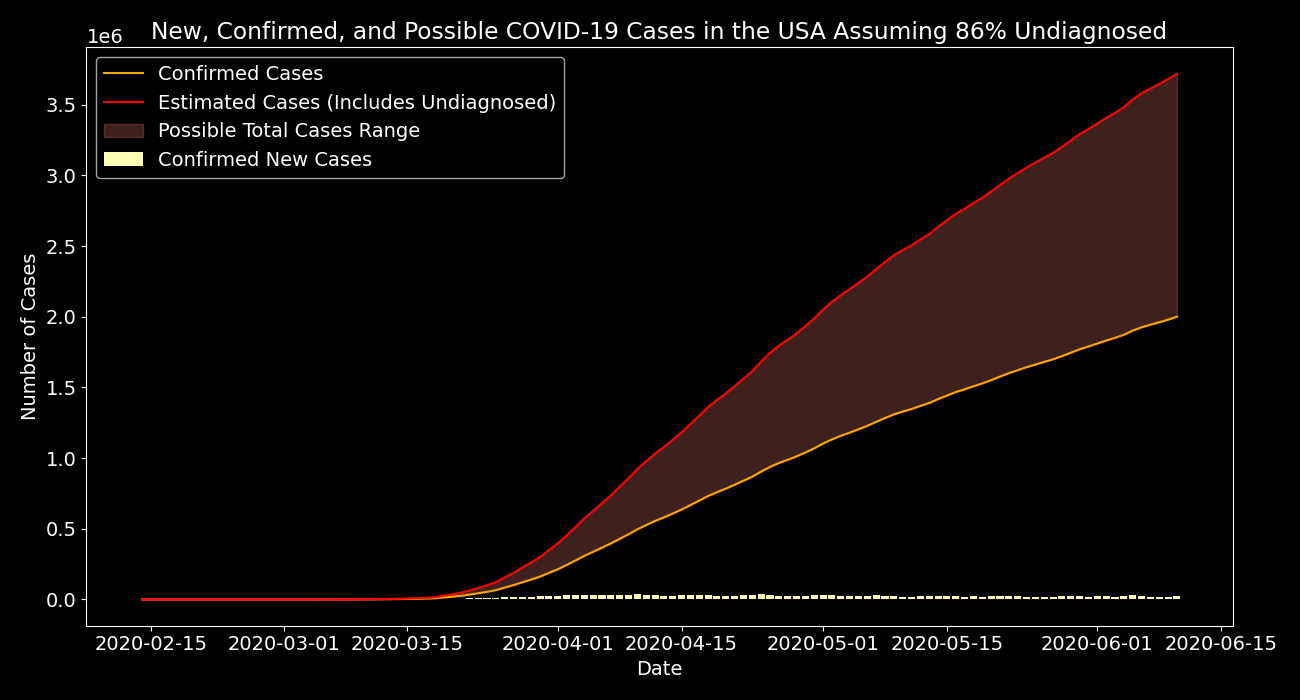 New, Confirmed, and Possible COVID-19 Cases in the USA Assuming 86% Undiagnosed
1e6
Confirmed Cases
Estimated Cases (Includes Undiagnosed)
Possible Total Cases Range
Confirmed New Cases
3.5
3.0
2.5
2.0
1.5
1.0
0.5
0.0
Number of Cases
2020-02-15 2020-03-01 2020-03-15 2020-04-01 2020-04-15 2020-05-01 2020-05-15 2020-06-01 2020-06-15
Date